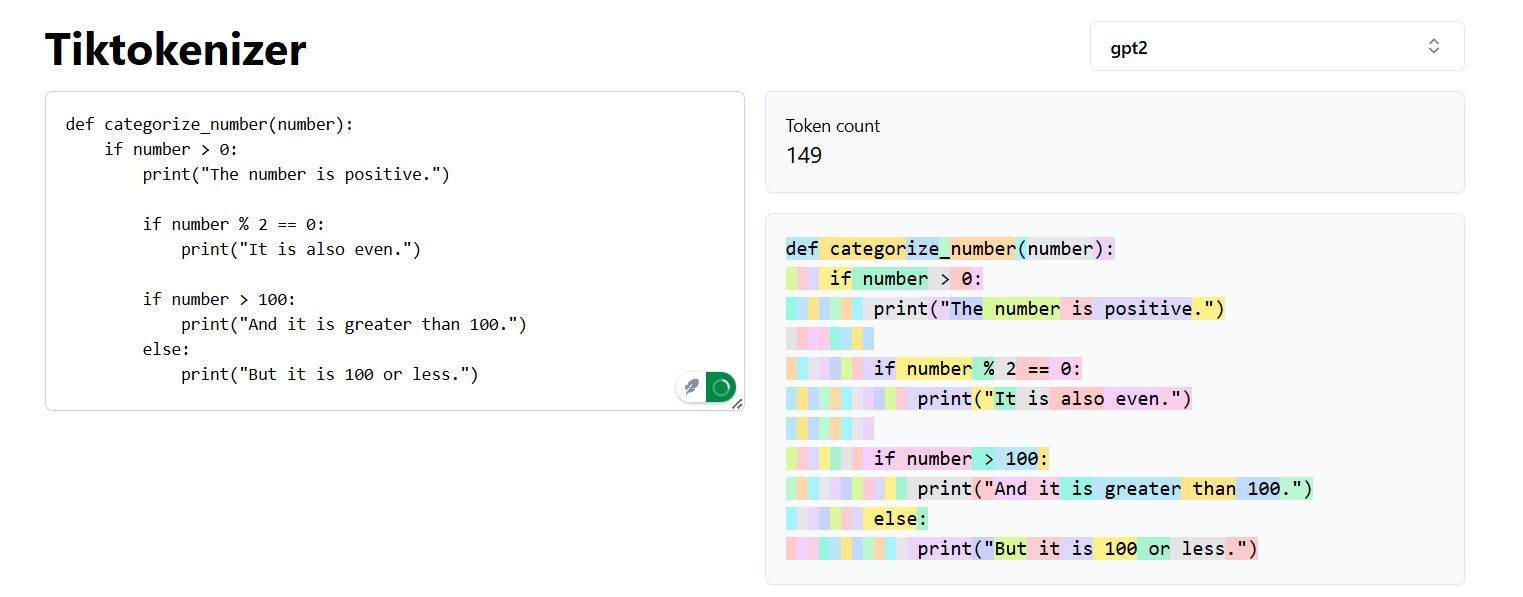 Tiktokenizer
gpt2
def categorize_number(number):
    if number > 0:
        print("The number is positive.")

        if number % 2 == 0:
            print("It is also even.")

        if number > 100:
            print("And it is greater than 100.")
        else:
            print("But it is 100 or less.")
Token count
149
def categorize_number(number):
    if number > 0:
        print("The number is positive.")

        if number % 2 == 0:
            print("It is also even.")

        if number > 100:
            print("And it is greater than 100.")
        else:
            print("But it is 100 or less.")